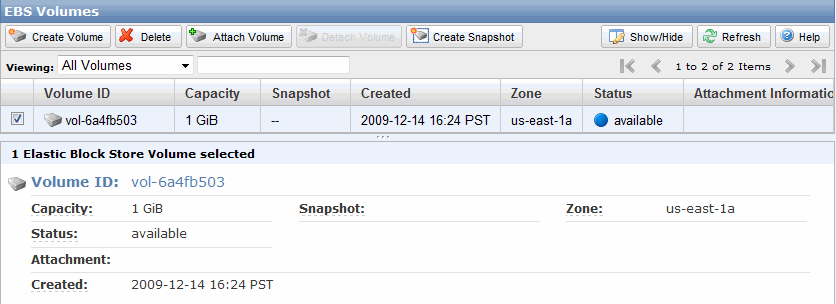 EBS Volumes
Create Volume Delete Attach Volume Detach Volume Create Snapshot Show/Hide Refresh Help
Viewing: All Volumes 1 to 2 of 2 Items
Volume ID Capacity Snapshot Created Zone Status Attachment Informatio
vol-6a4fb503 1 GiB -- 2009-12-14 16:24 PST us-east-1a available
1 Elastic Block Store Volume selected
Volume ID: vol-6a4fb503
Capacity: 1 GiB Snapshot: Zone: us-east-1a
Status: available
Attachment:
Created: 2009-12-14 16:24 PST